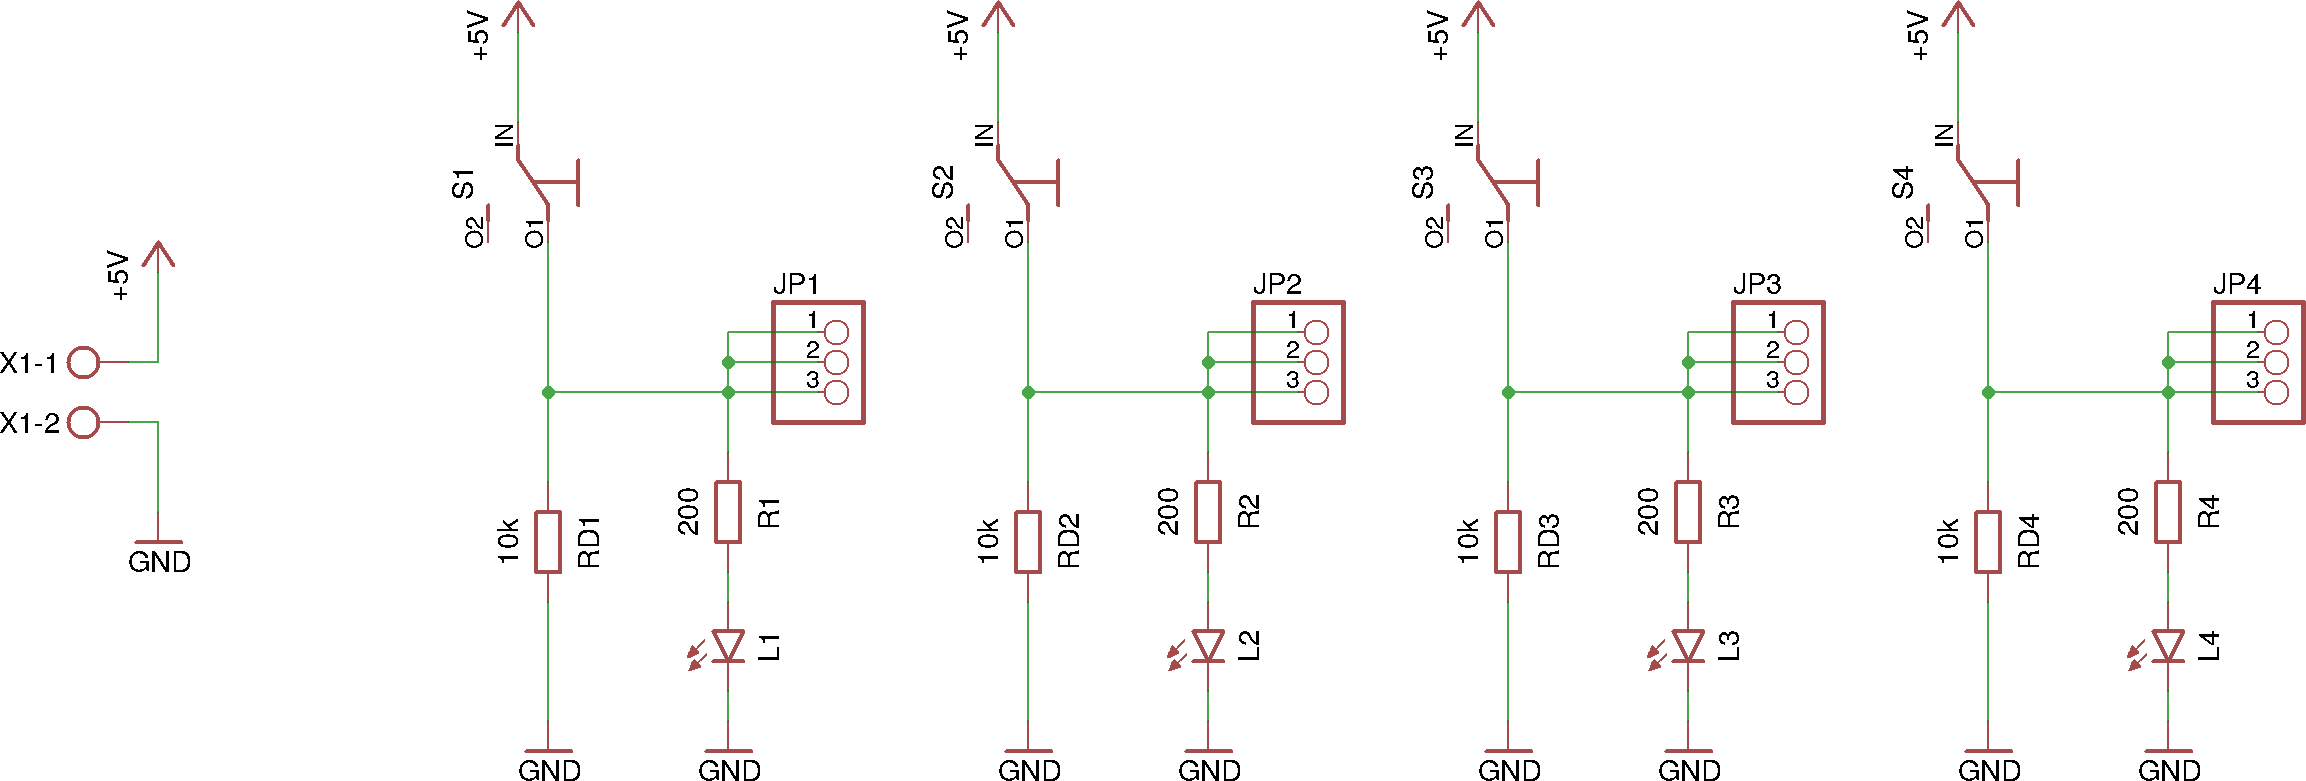 +5V
X1-1
X1-2
GND
+5V
IN
S1
O2
O1
JP1
1
2
3
10k
RD1
200
R1
L1
GND
GND
+5V
IN
S2
O2
O1
JP2
1
2
3
10k
RD2
200
R2
L2
GND
GND
+5V
IN
S3
O2
O1
JP3
1
2
3
10k
RD3
200
R3
L3
GND
GND
+5V
IN
S4
O2
O1
JP4
1
2
3
10k
RD4
200
R4
L4
GND
GND